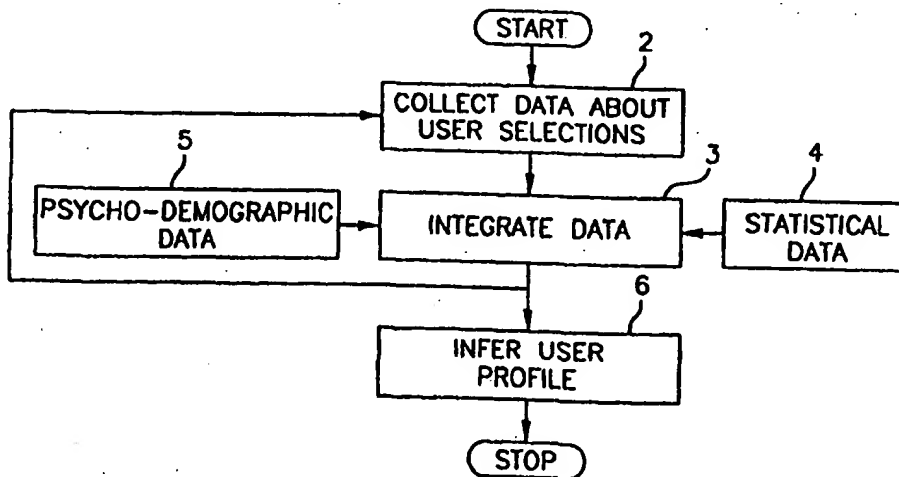 START
2
COLLECT DATA ABOUT
USER SELECTIONS
5
3
4
PSYCHO-DEMOGRAPHIC
DATA
INTEGRATE DATA
STATISTICAL
DATA
6
INFER USER
PROFILE
STOP